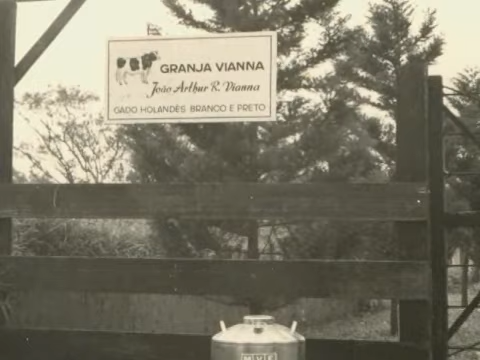 GRANJA VIANNA
João Arthur R. Vianna
GADO HOLANDÊS BRANCO E PRETO
M V K